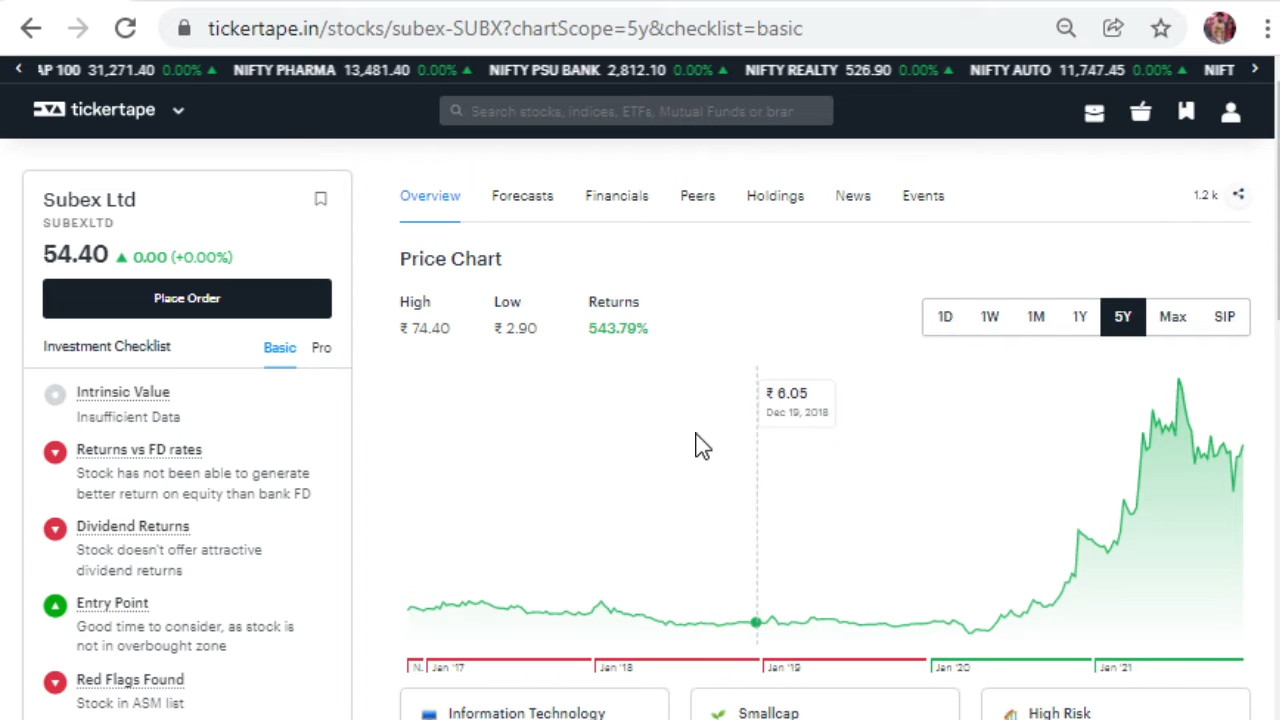 tickertape.in/stocks/subex-SUBX?chartScope=5y&checklist=basic
AP 100 31,271.40 0.00% NIFTY PHARMA 13,481.40 0.00% NIFTY PSU BANK 2,812.10 0.00% NIFTY REALTY 526.90 0.00% NIFTY AUTO 11,747.45 0.00% NIFT
tickertape
Search stocks, indices, ETFs, Mutual Funds or brar
Subex Ltd
SUBEXLTD
54.40 0.00 (+0.00%)
Place Order
Investment Checklist Basic Pro
Intrinsic Value
Insufficient Data
Returns vs FD rates
Stock has not been able to generate
better return on equity than bank FD
Dividend Returns
Stock doesn't offer attractive
dividend returns
Entry Point
Good time to consider, as stock is
not in overbought zone
Red Flags Found
Stock in ASM list
Overview Forecasts Financials Peers Holdings News Events 1.2 k
Price Chart
High Low Returns
₹ 74.40 ₹ 2.90 543.79%
1D 1W 1M 1Y 5Y Max SIP
₹ 6.05
Dec 19, 2018
N. Jan '17 Jan '18 Jan '19 Jan '20 Jan '21
Information Technology Smallcap High Risk